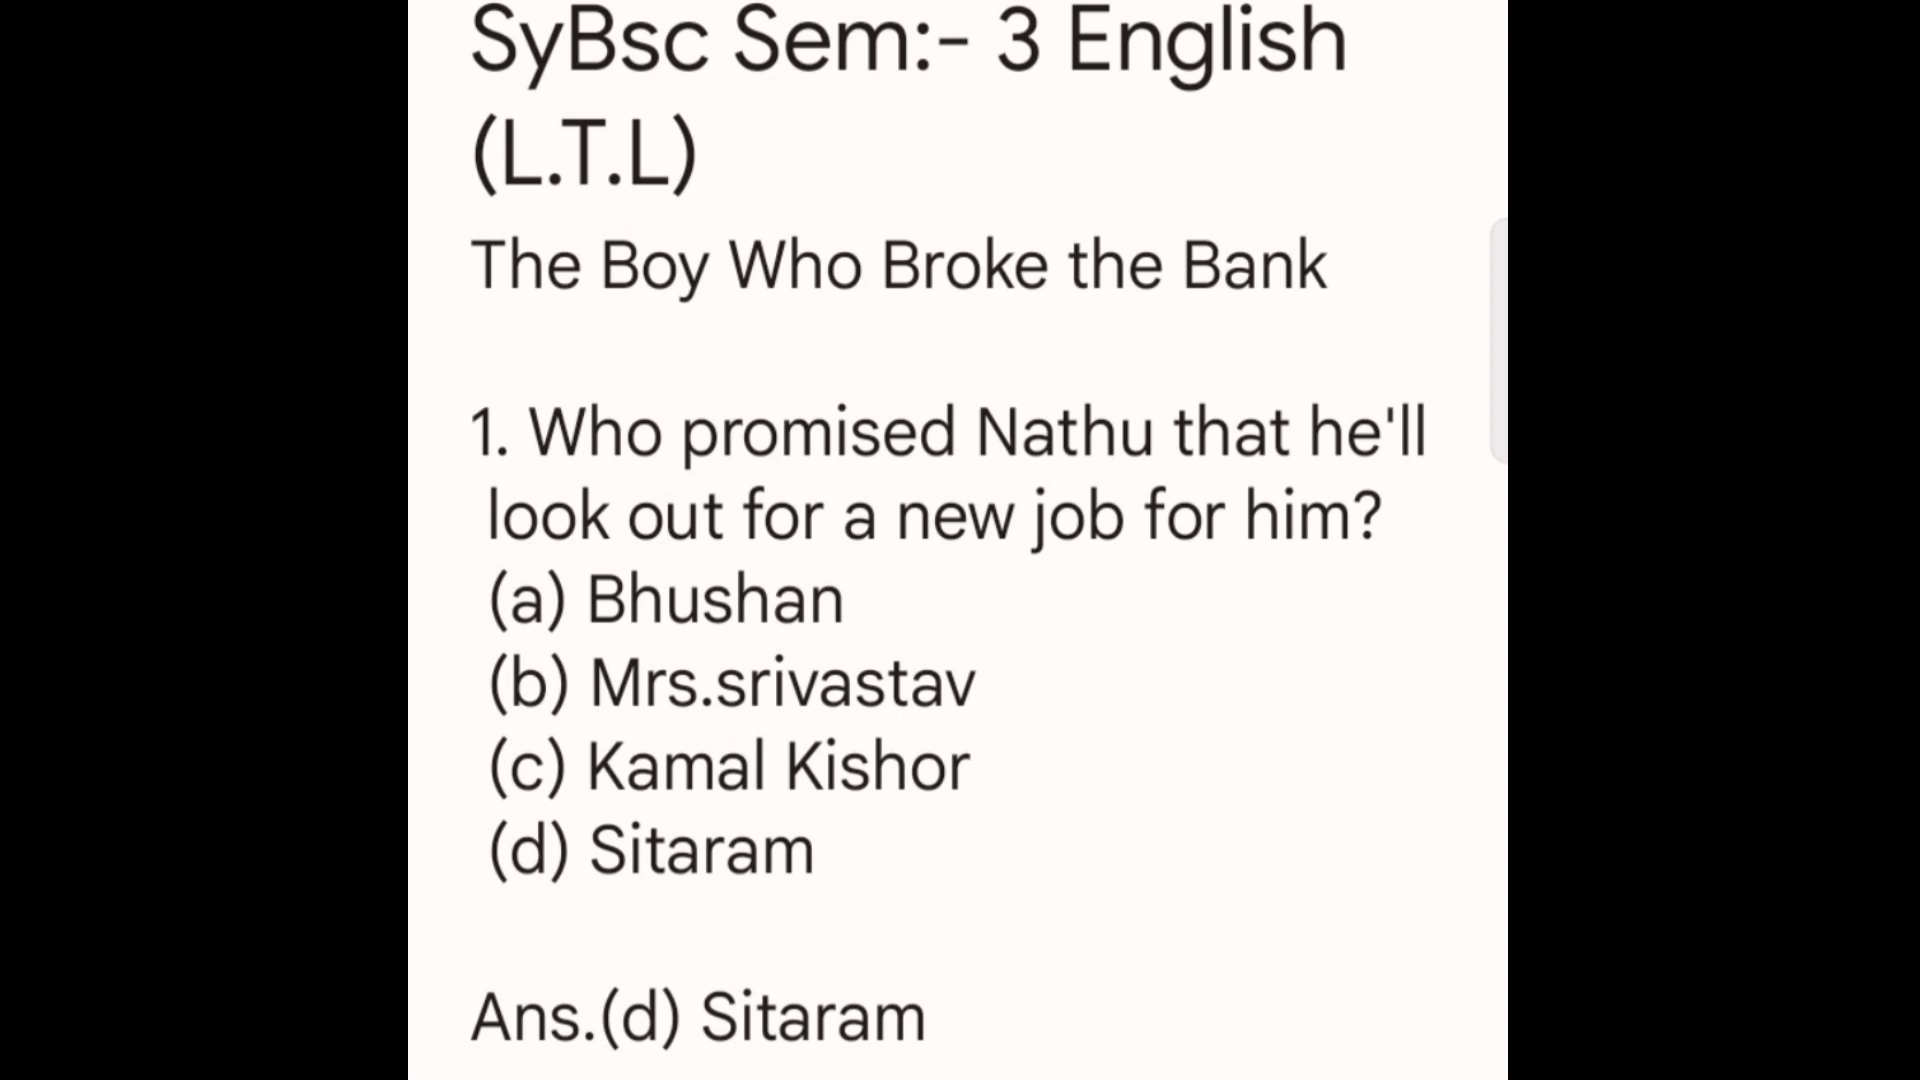 SyBsc Sem:- 3 English
(L.T.L)
The Boy Who Broke the Bank
1. Who promised Nathu that he'll
look out for a new job for him?
(a) Bhushan
(b) Mrs.srivastav
(c) Kamal Kishor
(d) Sitaram
Ans.(d) Sitaram